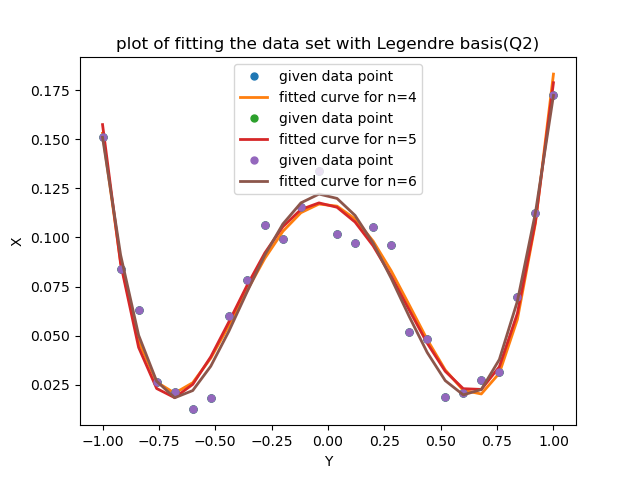 plot of fitting the data set with Legendre basis(Q2)
given data point
fitted curve for n=4
given data point
fitted curve for n=5
given data point
fitted curve for n=6
0.175
0.150
0.125
0.100
0.075
0.050
0.025
X
−1.00 −0.75 −0.50 −0.25 0.00 0.25 0.50 0.75 1.00
Y